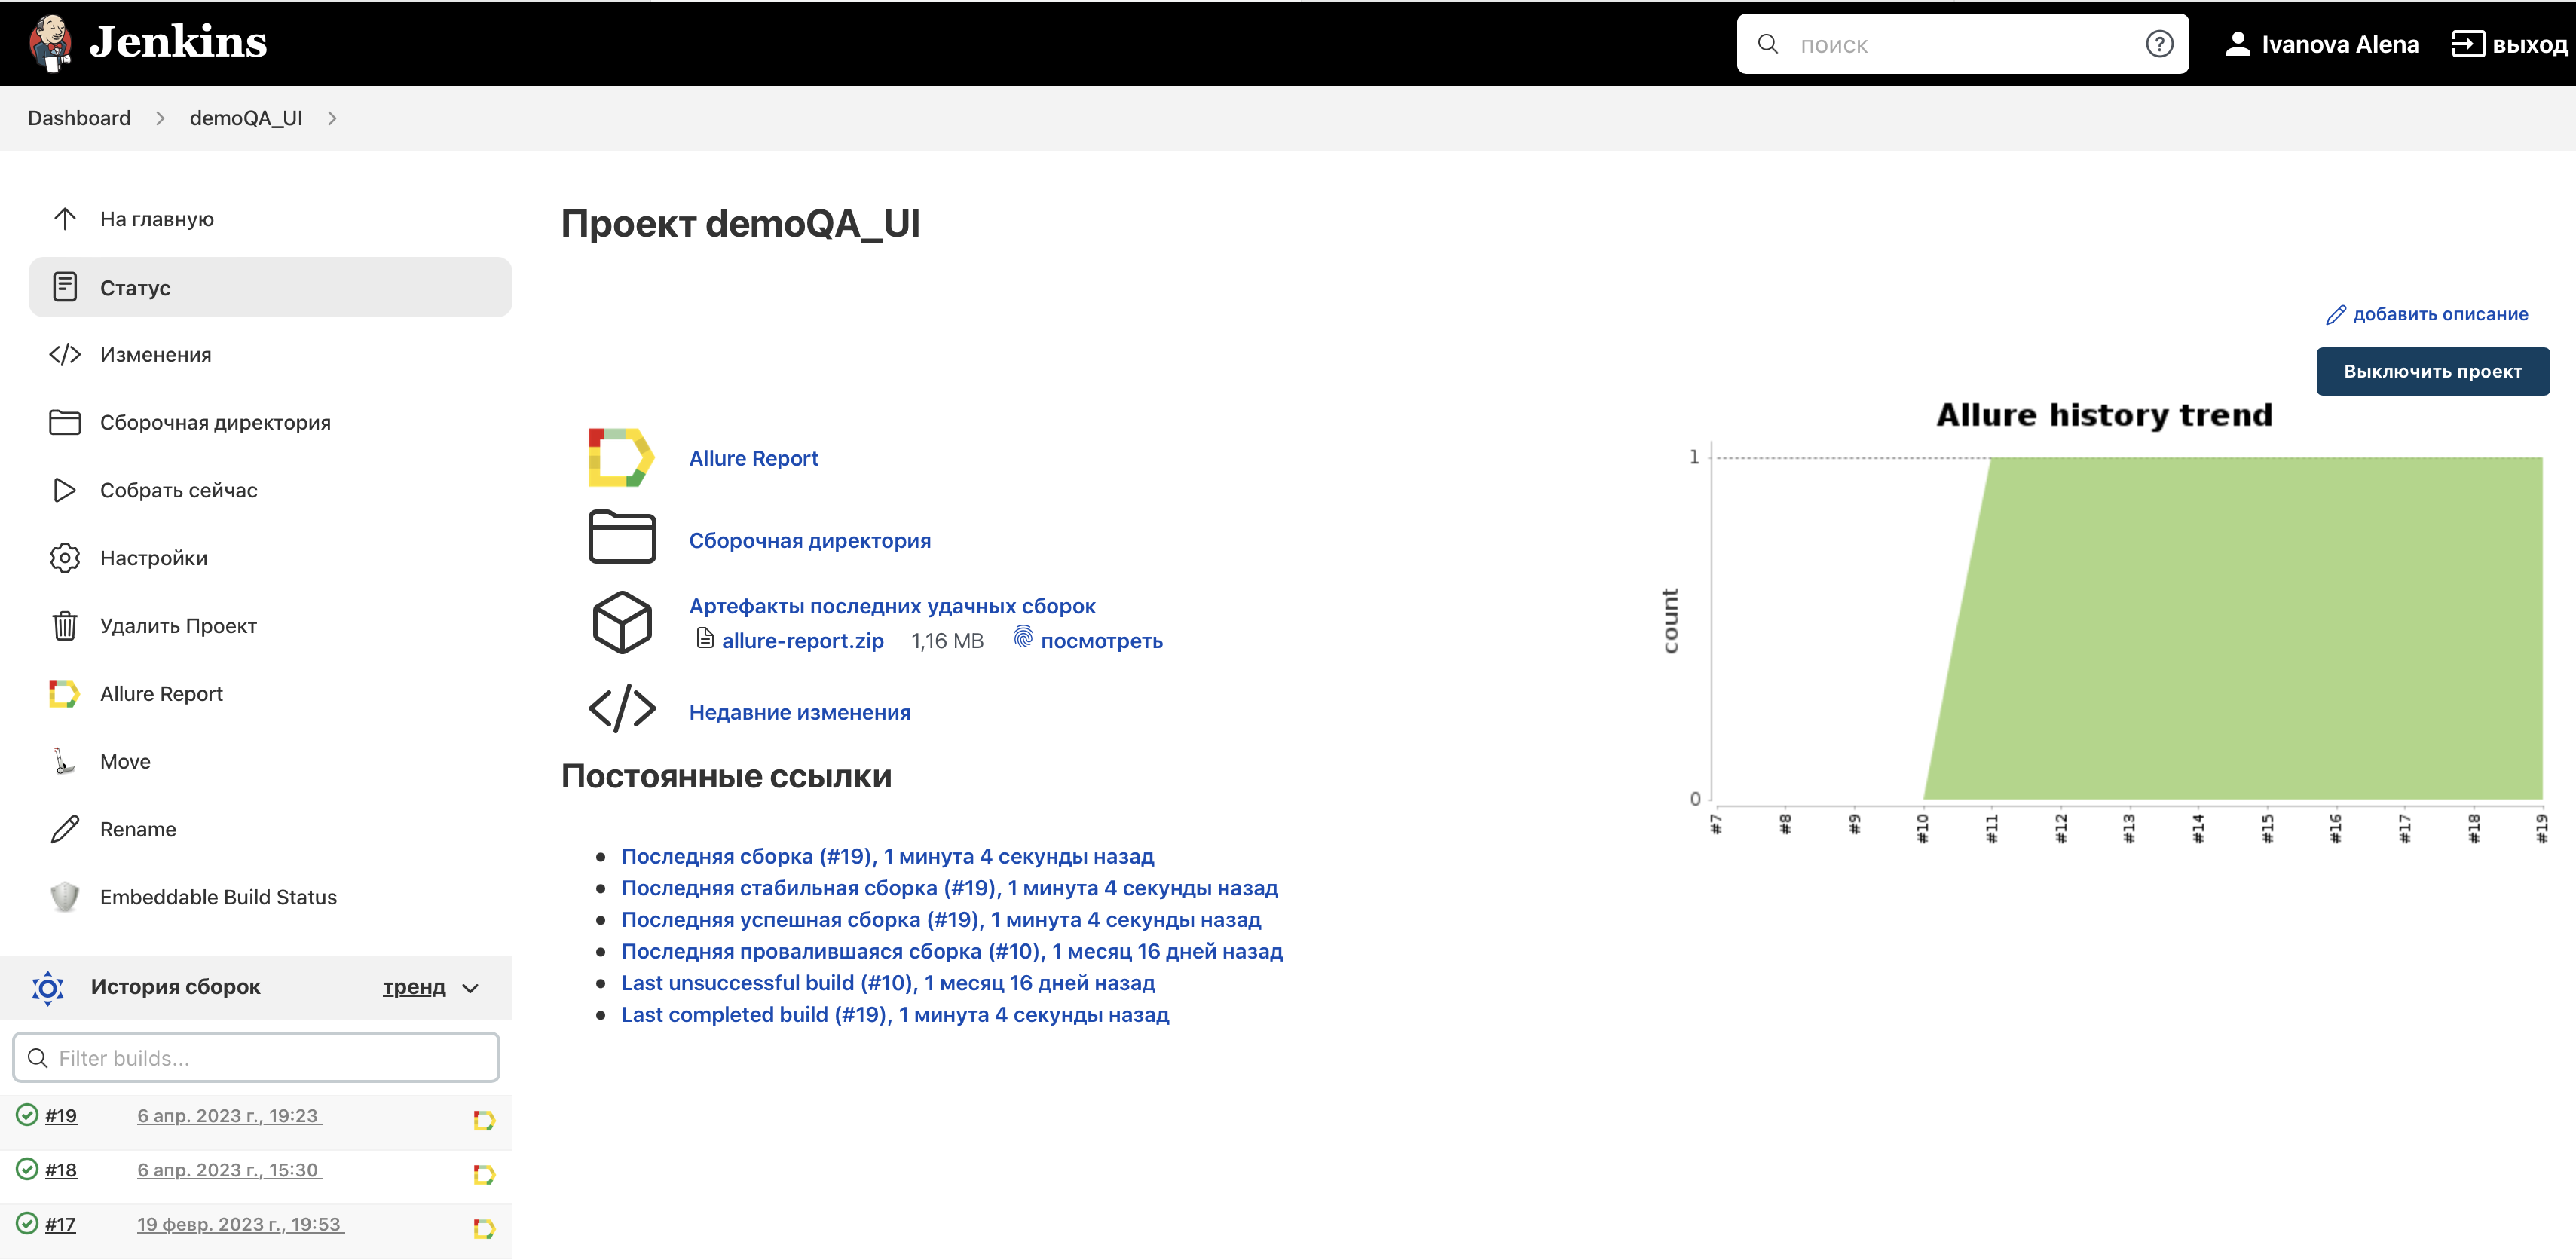 Jenkins
поиск
Ivanova Alena
выход
Dashboard
demoQA_UI
На главную
Статус
Изменения
Сборочная директория
Собрать сейчас
Настройки
Удалить Проект
Allure Report
Move
Rename
Embeddable Build Status
История сборок
тренд
Filter builds...
#19 6 апр. 2023 г., 19:23
#18 6 апр. 2023 г., 15:30
#17 19 февр. 2023 г., 19:53
Проект demoQA_UI
добавить описание
Выключить проект
Allure Report
Сборочная директория
Артефакты последних удачных сборок
allure-report.zip 1,16 MB посмотреть
Недавние изменения
Постоянные ссылки
Последняя сборка (#19), 1 минута 4 секунды назад
Последняя стабильная сборка (#19), 1 минута 4 секунды назад
Последняя успешная сборка (#19), 1 минута 4 секунды назад
Последняя провалившаяся сборка (#10), 1 месяц 16 дней назад
Last unsuccessful build (#10), 1 месяц 16 дней назад
Last completed build (#19), 1 минута 4 секунды назад
Allure history trend
1
count
0
#7 #8 #9 #10 #11 #12 #13 #14 #15 #16 #17 #18 #19